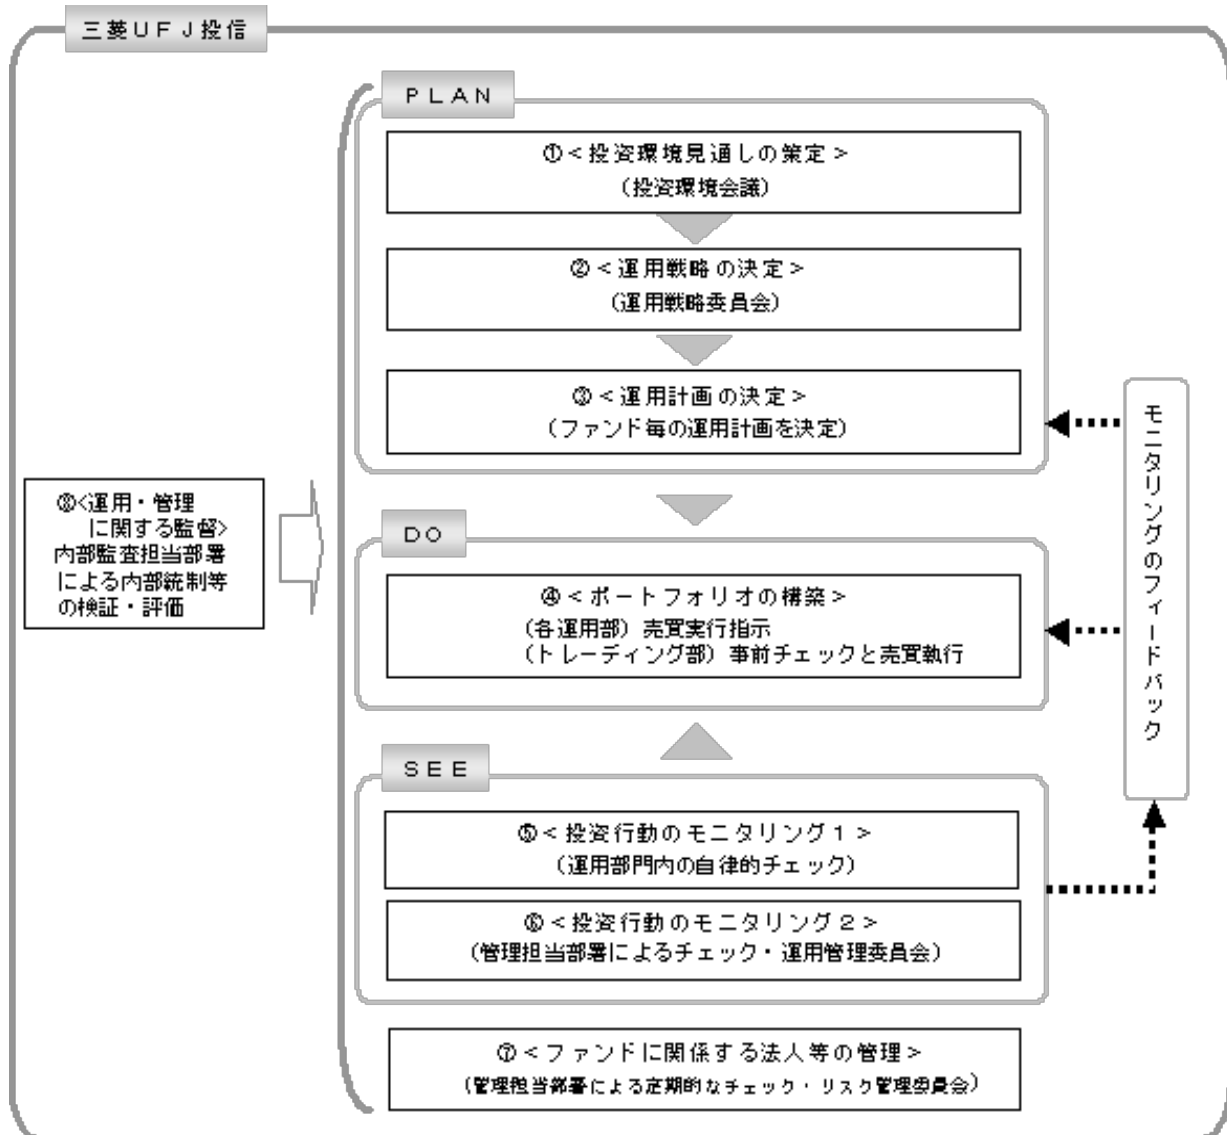 三菱UFJ投信
PLAN
①<投資環境見通しの策定>
(投資環境会議)
②<運用戦略の決定>
(運用戦略委員会)
③<運用計画の決定>
(ファンド毎の運用計画を決定)
モニタリングのフィードバック
⑧<運用・管理
に関する監督>
内部監査担当部署
による内部統制等
の検証・評価
DO
④<ポートフォリオの構築>
(各運用部)売買実行指示
(トレーディング部)事前チェックと売買執行
SEE
⑤<投資行動のモニタリング1>
(運用部門内の自律的チェック)
⑥<投資行動のモニタリング2>
(管理担当部署によるチェック・運用管理委員会)
⑦<ファンドに関係する法人等の管理>
(管理担当部署による定期的なチェック・リスク管理委員会)